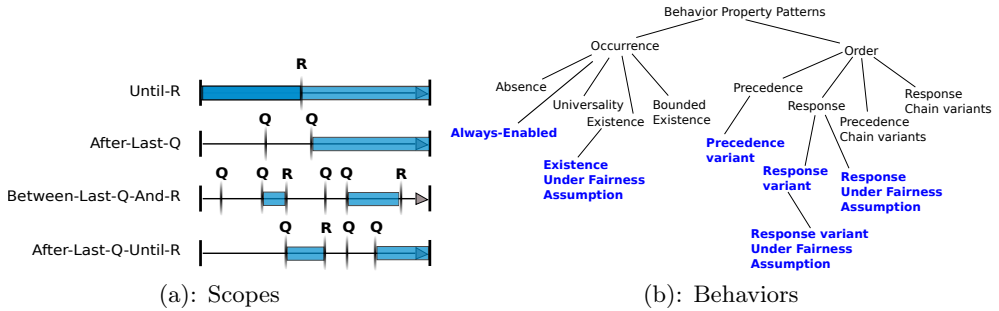 R
Until-R
Q Q
After-Last-Q
Q Q R Q Q R
Between-Last-Q-And-R
Q R Q Q
After-Last-Q-Until-R
(a): Scopes
Behavior Property Patterns
Occurrence
Order
Absence
Universality
Existence
Bounded
Existence
Always-Enabled
Existence
Under Fairness
Assumption
Precedence
Response
Precedence
Chain variants
Response
Chain variants
Precedence
variant
Response
variant
Response
Under Fairness
Assumption
Response variant
Under Fairness
Assumption
(b): Behaviors